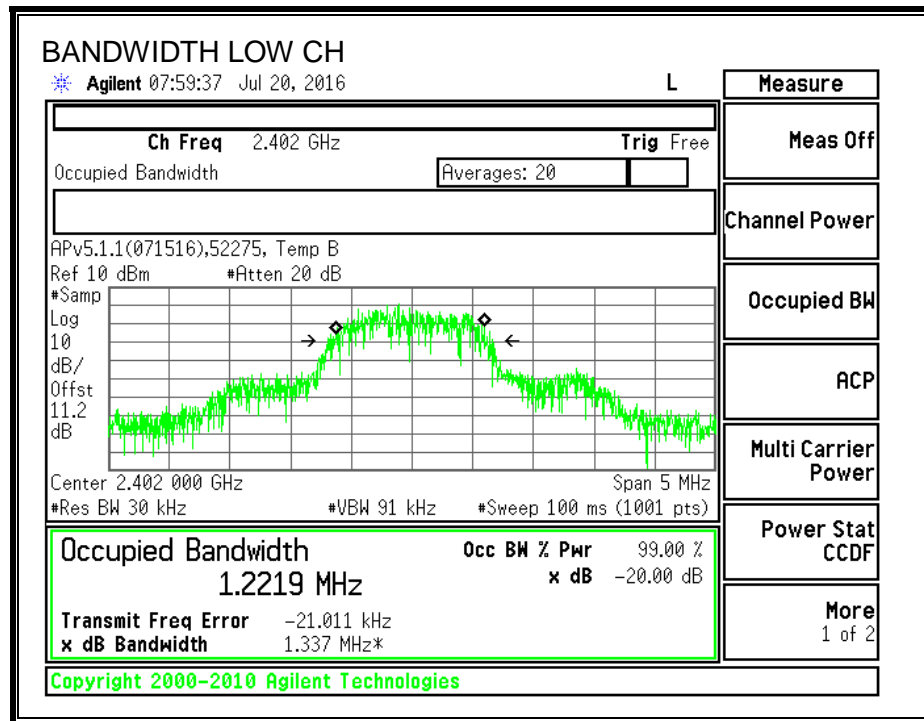 BANDWIDTH LOW CH
Agilent 07:59:37 Jul 20, 2016 L
Measure
Ch Freq 2.402 GHz Trig Free
Meas Off
Occupied Bandwidth Averages: 20
Channel Power
APv5.1.1(071516),52275, Temp B
Ref 10 dBm #Atten 20 dB
#Samp
Log
10
dB/
Offst
11.2
dB
Occupied BW
ACP
Center 2.402 000 GHz Span 5 MHz
#Res BW 30 kHz #VBW 91 kHz #Sweep 100 ms (1001 pts)
Multi Carrier
Power
Occupied Bandwidth Occ BW % Pwr 99.00 %
1.2219 MHz x dB -20.00 dB
Power Stat
CCDF
Transmit Freq Error -21.011 kHz
x dB Bandwidth 1.337 MHz*
More
1 of 2
Copyright 2000-2010 Agilent Technologies